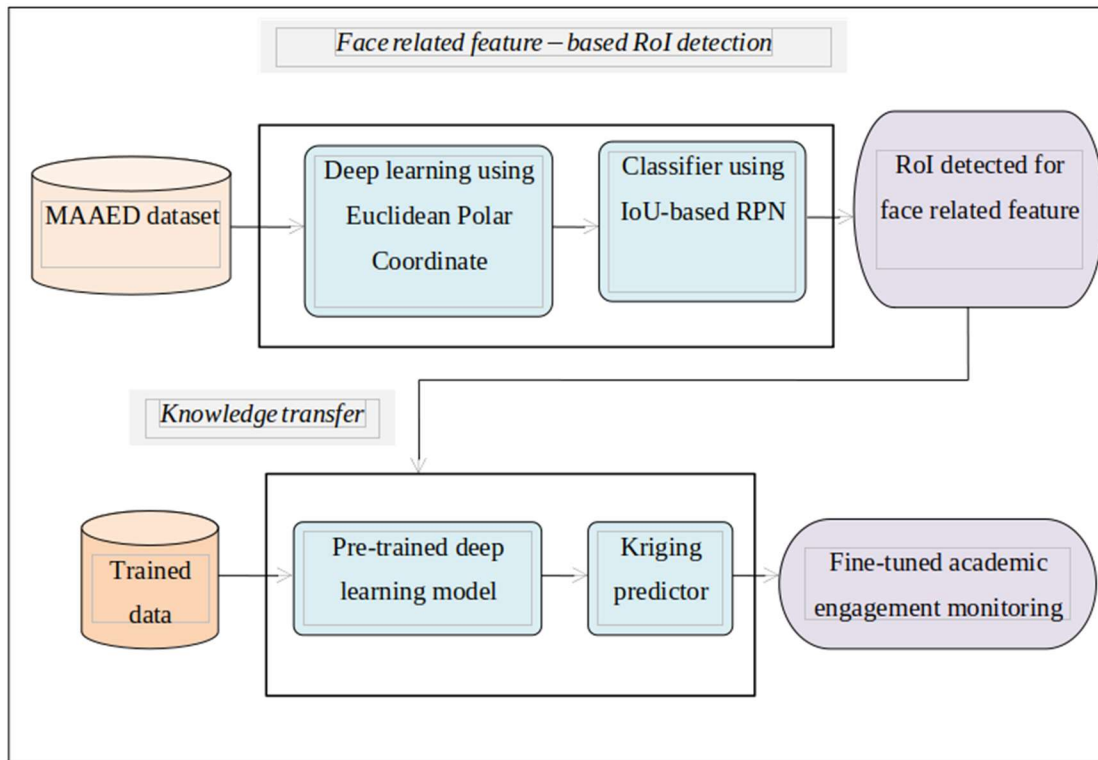 Face related feature – based RoI detection
MAAED dataset
Deep learning using
Euclidean Polar
Coordinate
Classifier using
IoU-based RPN
RoI detected for
face related feature
Knowledge transfer
Trained
data
Pre-trained deep
learning model
Kriging
predictor
Fine-tuned academic
engagement monitoring